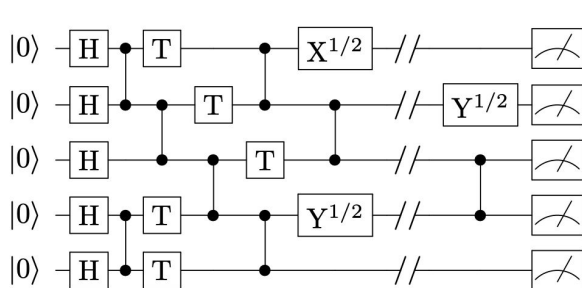 |0⟩ H T X^{1/2} //
|0⟩ H T // Y^{1/2}
|0⟩ H T //
|0⟩ H T Y^{1/2} //
|0⟩ H T //